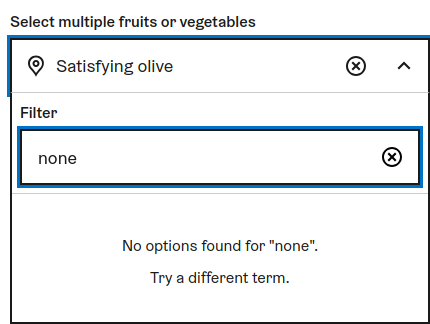 Select multiple fruits or vegetables
Satisfying olive
Filter
none
No options found for "none".
Try a different term.